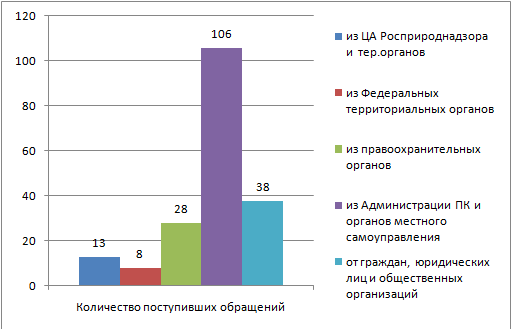 120
100
80
60
40
20
0
13
8
28
106
38
Количество поступивших обращений
из ЦА Росприроднадзора
и тер.органов
из Федеральных
территориальных органов
из правоохранительных
органов
из Администрации ПК и
органов местного
самоуправления
от граждан, юридических
лиц и общественных
организаций